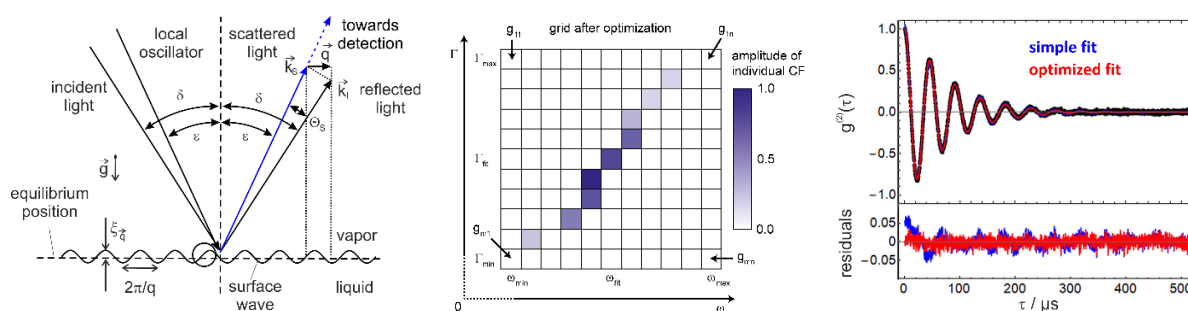 towards
detection
local
oscillator
scattered
light
incident
light
reflected
light
δ
δ
ε
ε
k⃗S
q⃗
k⃗I
ΘS
g⃗
equilibrium
position
ξq⃗
2π/q
surface
wave
vapor
liquid
g11
grid after optimization
g1n
Γ
Γmax
Γfit
gm1
Γmin
gmn
ωmin
ωfit
ωmax
0
amplitude of
individual CF
1.0
0.5
0.0
simple fit
optimized fit
g(2)(τ)
1.0
0.5
0.0
−0.5
−1.0
residuals
0.05
0
−0.05
0
100
200
300
400
500
τ / μs